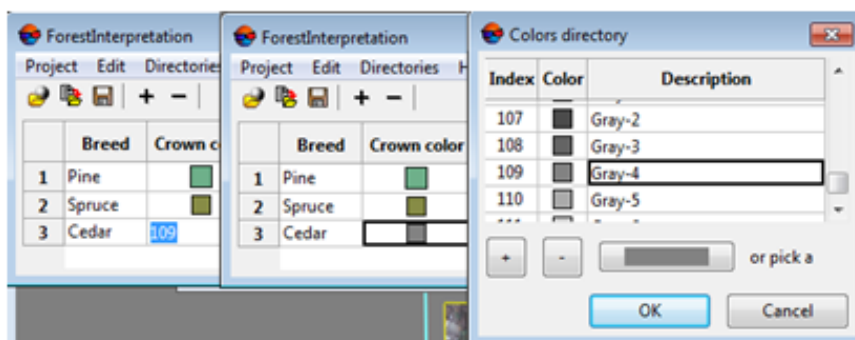 ForestInterpretation
Project Edit Directories
Breed Crown c
1 Pine
2 Spruce
3 Cedar 109
ForestInterpretation
Project Edit Directories H
Breed Crown color
1 Pine
2 Spruce
3 Cedar
Colors directory
Index Color Description
107 Gray-2
108 Gray-3
109 Gray-4
110 Gray-5
+ - or pick a
OK Cancel